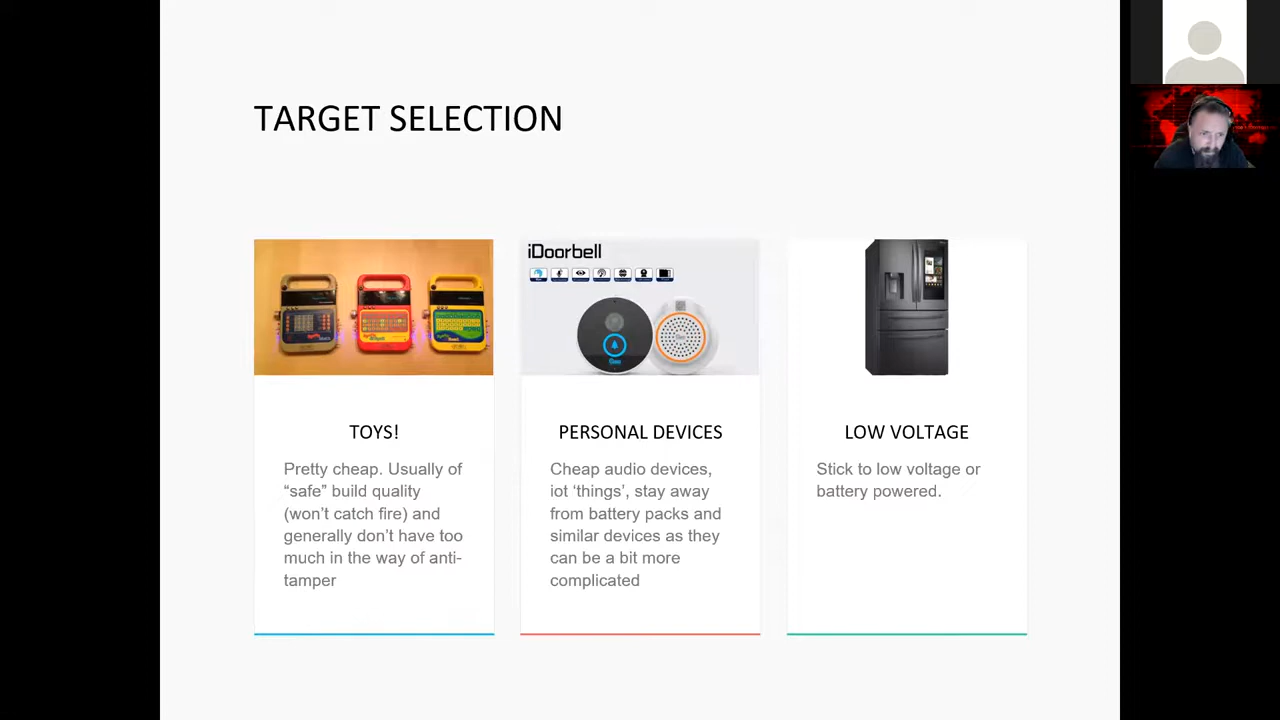 TARGET SELECTION
iDoorbell
TOYS!
Pretty cheap. Usually of
“safe” build quality
(won’t catch fire) and
generally don’t have too
much in the way of anti-
tamper
PERSONAL DEVICES
Cheap audio devices,
iot ‘things’, stay away
from battery packs and
similar devices as they
can be a bit more
complicated
LOW VOLTAGE
Stick to low voltage or
battery powered.